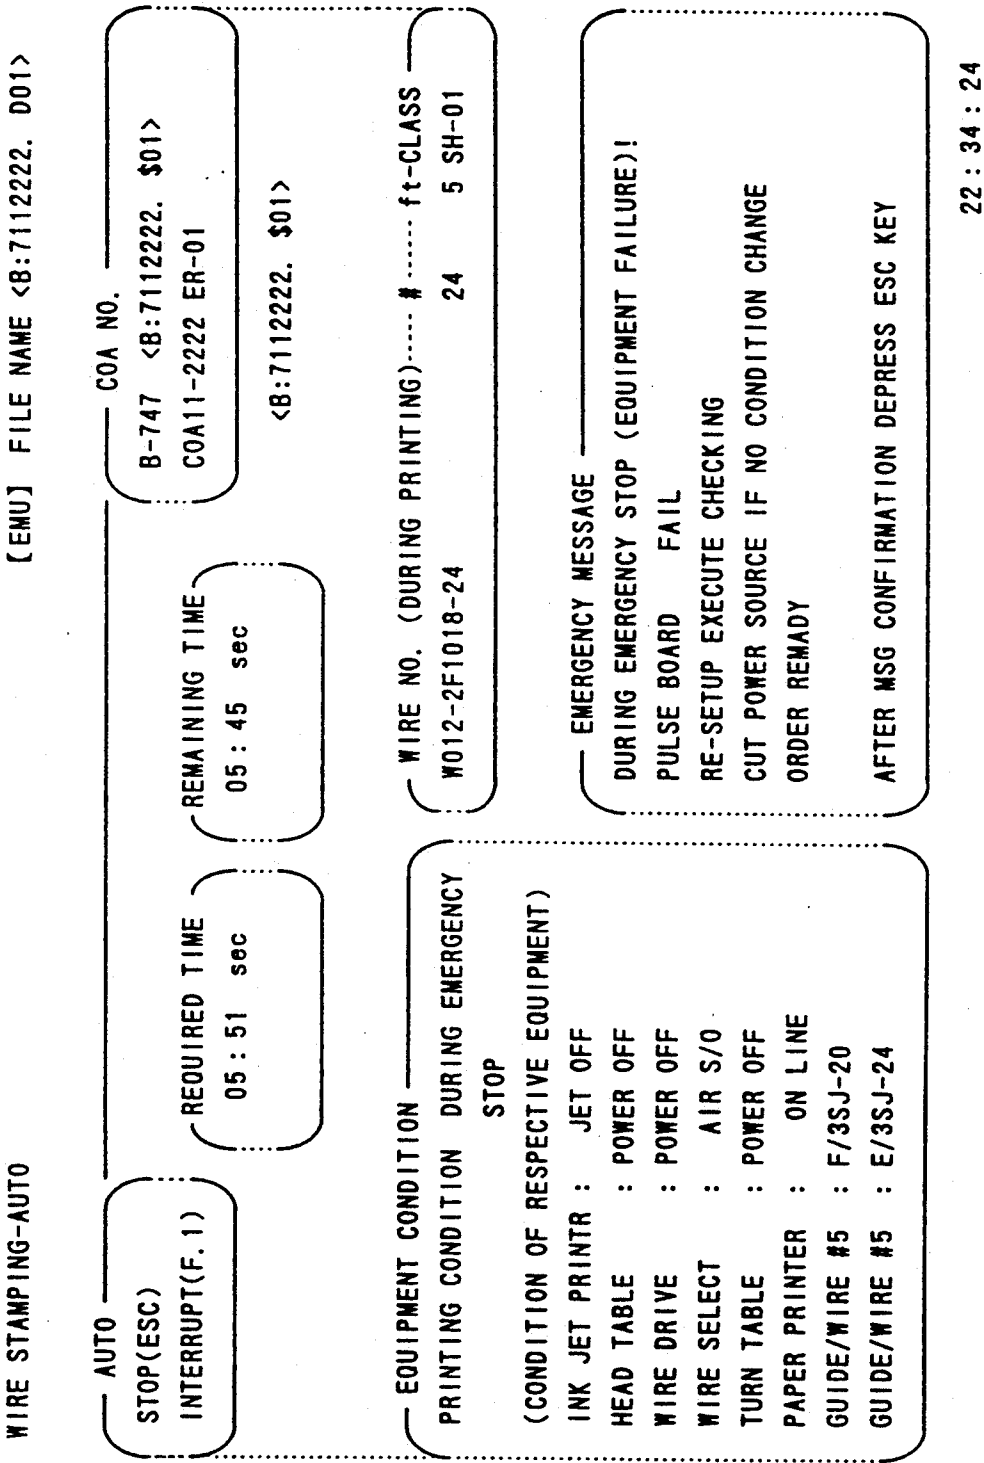 WIRE STAMPING-AUTO
[EMU] FILE NAME <B:7112222. D01>
AUTO
STOP(ESC)
INTERRUPT(F.1)
REQUIRED TIME
05:51 sec
REMAINING TIME
05:45 sec
COA NO.
B-747 <B:7112222. $01>
COA11-2222 ER-01
<B:7112222. $01>
EQUIPMENT CONDITION
PRINTING CONDITION DURING EMERGENCY
STOP
(CONDITION OF RESPECTIVE EQUIPMENT)
INK JET PRINTR : JET OFF
HEAD TABLE : POWER OFF
WIRE DRIVE : POWER OFF
WIRE SELECT : AIR S/O
TURN TABLE : POWER OFF
PAPER PRINTER : ON LINE
GUIDE/WIRE #5 : F/3SJ-20
GUIDE/WIRE #5 : E/3SJ-24
WIRE NO. (DURING PRINTING)----- # ------ ft-CLASS
W012-2F1018-24 24 5 SH-01
EMERGENCY MESSAGE
DURING EMERGENCY STOP (EQUIPMENT FAILURE)!
PULSE BOARD FAIL
RE-SETUP EXECUTE CHECKING
CUT POWER SOURCE IF NO CONDITION CHANGE
ORDER REMADY
AFTER MSG CONFIRMATION DEPRESS ESC KEY
22:34:24